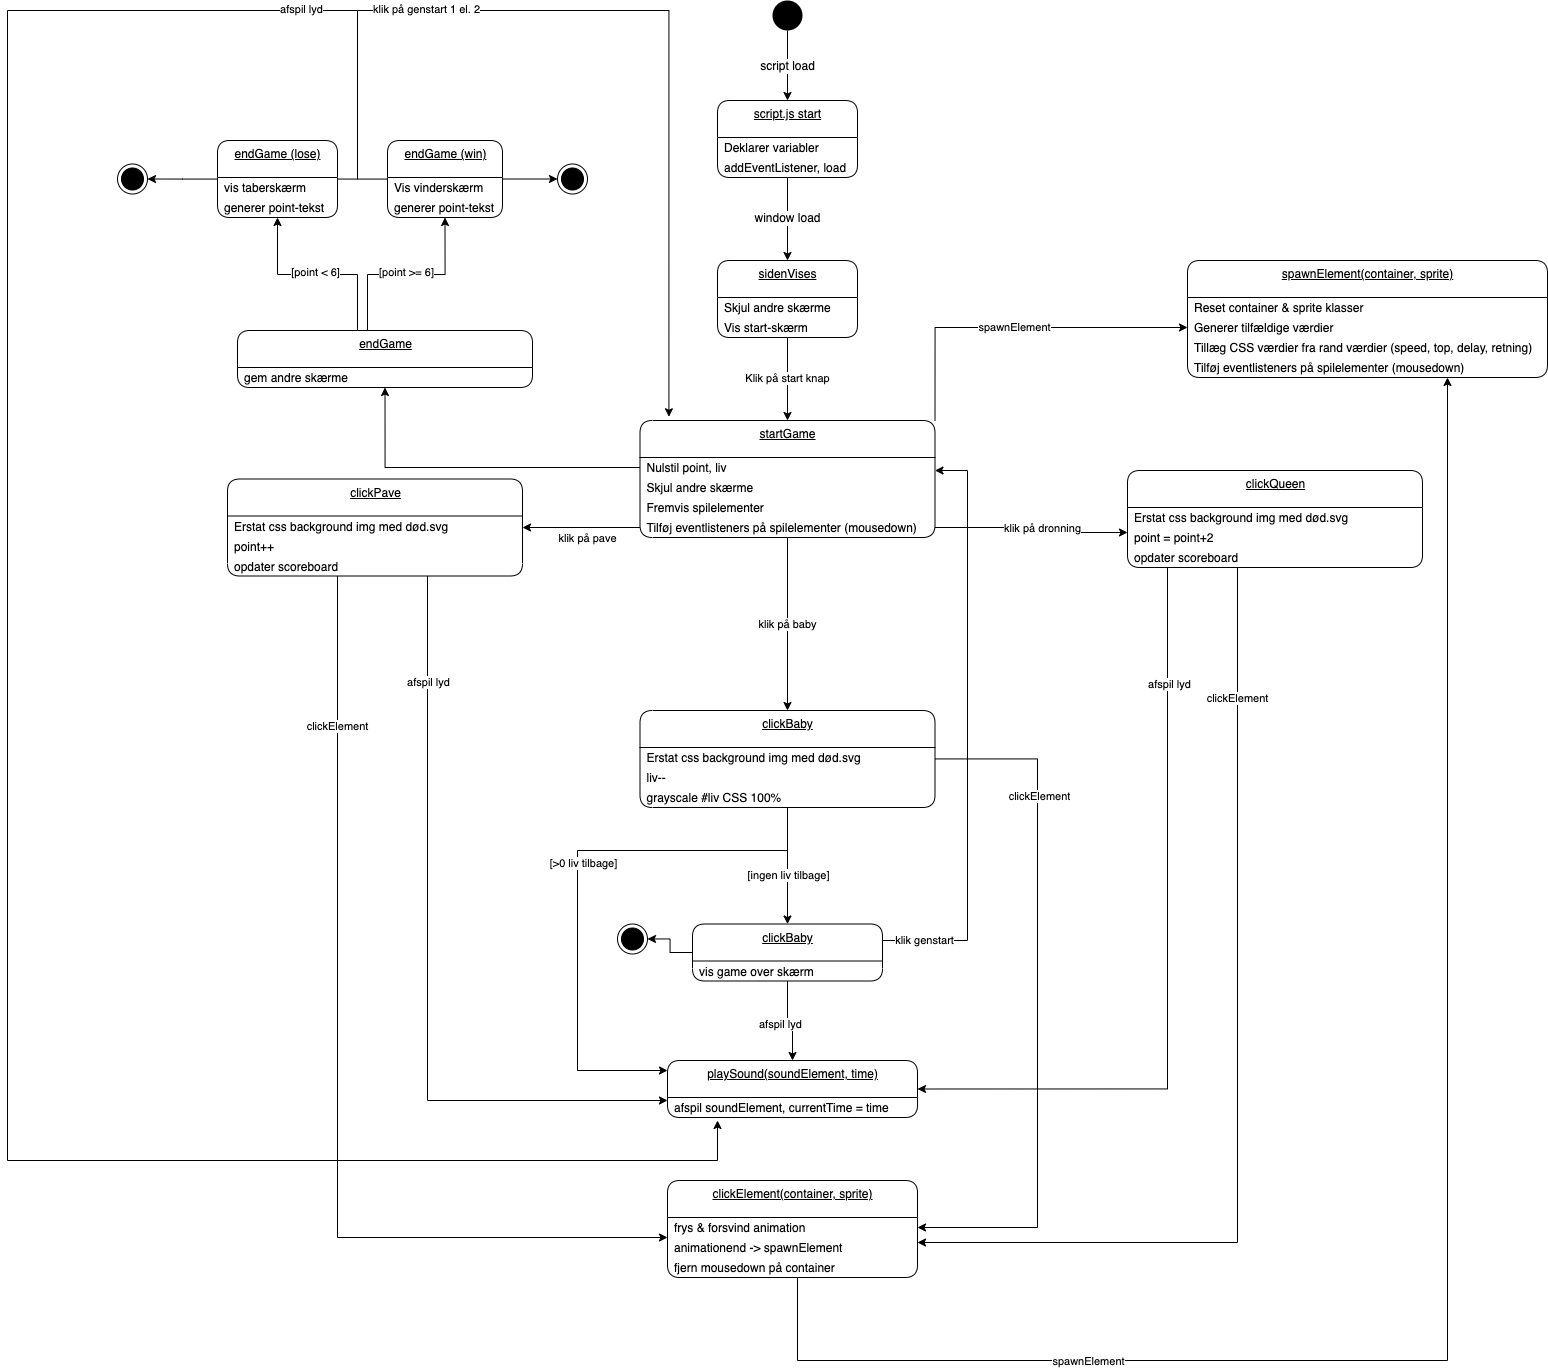 afspil lyd
klik på genstart 1 el. 2
script load
script.js start
Deklarer variabler
addEventListener, load
endGame (lose)
vis taberskærm
generer point-tekst
endGame (win)
Vis vinderskærm
generer point-tekst
window load
[point < 6]
[point >= 6]
sidenVises
Skjul andre skærme
Vis start-skærm
spawnElement(container, sprite)
Reset container & sprite klasser
Generer tilfældige værdier
Tillæg CSS værdier fra rand værdier (speed, top, delay, retning)
Tilføj eventlisteners på spilelementer (mousedown)
spawnElement
endGame
gem andre skærme
Klik på start knap
startGame
Nulstil point, liv
Skjul andre skærme
Fremvis spilelementer
Tilføj eventlisteners på spilelementer (mousedown)
clickPave
Erstat css background img med død.svg
point++
opdater scoreboard
klik på pave
klik på dronning
clickQueen
Erstat css background img med død.svg
point = point+2
opdater scoreboard
klik på baby
afspil lyd
clickElement
afspil lyd
clickElement
clickBaby
Erstat css background img med død.svg
liv--
grayscale #liv CSS 100%
clickElement
[>0 liv tilbage]
[ingen liv tilbage]
clickBaby
vis game over skærm
klik genstart
afspil lyd
playSound(soundElement, time)
afspil soundElement, currentTime = time
clickElement(container, sprite)
frys & forsvind animation
animationend -> spawnElement
fjern mousedown på container
spawnElement